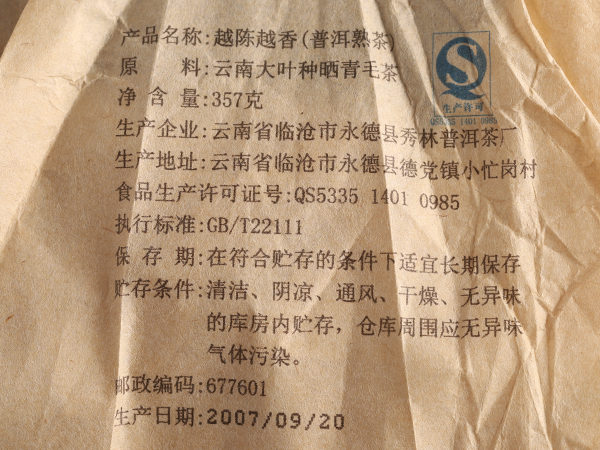 产品名称:越陈越香(普洱熟茶)
原　　料:云南大叶种晒青毛茶
净 含 量:357克
生产许可
QS5335 1401 0985
生产企业:云南省临沧市永德县秀林普洱茶厂
生产地址:云南省临沧市永德县德党镇小忙岗村
食品生产许可证号:QS5335 1401 0985
执行标准:GB/T22111
保 存 期:在符合贮存的条件下适宜长期保存
贮存条件:清洁、阴凉、通风、干燥、无异味
的库房内贮存，仓库周围应无异味
气体污染。
邮政编码:677601
生产日期:2007/09/20